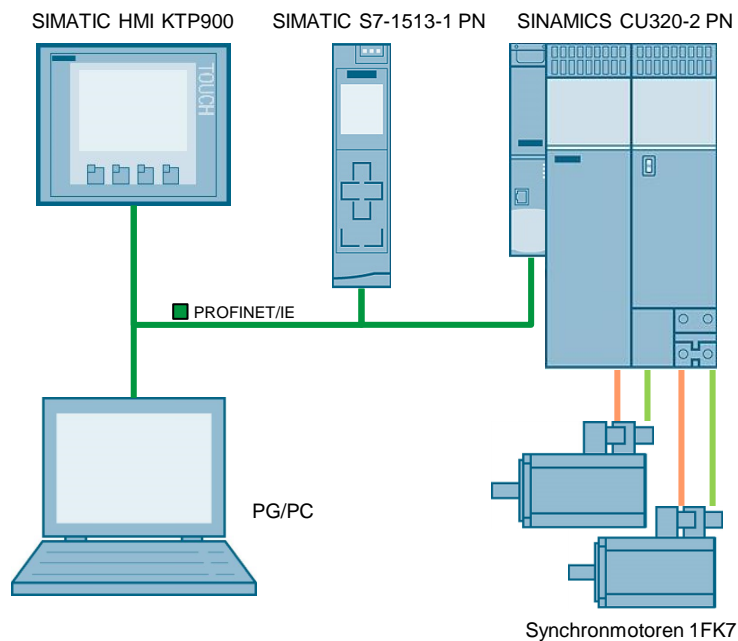 SIMATIC HMI KTP900
SIMATIC S7-1513-1 PN
SINAMICS CU320-2 PN
TOUCH
PROFINET/IE
PG/PC
Synchronmotoren 1FK7